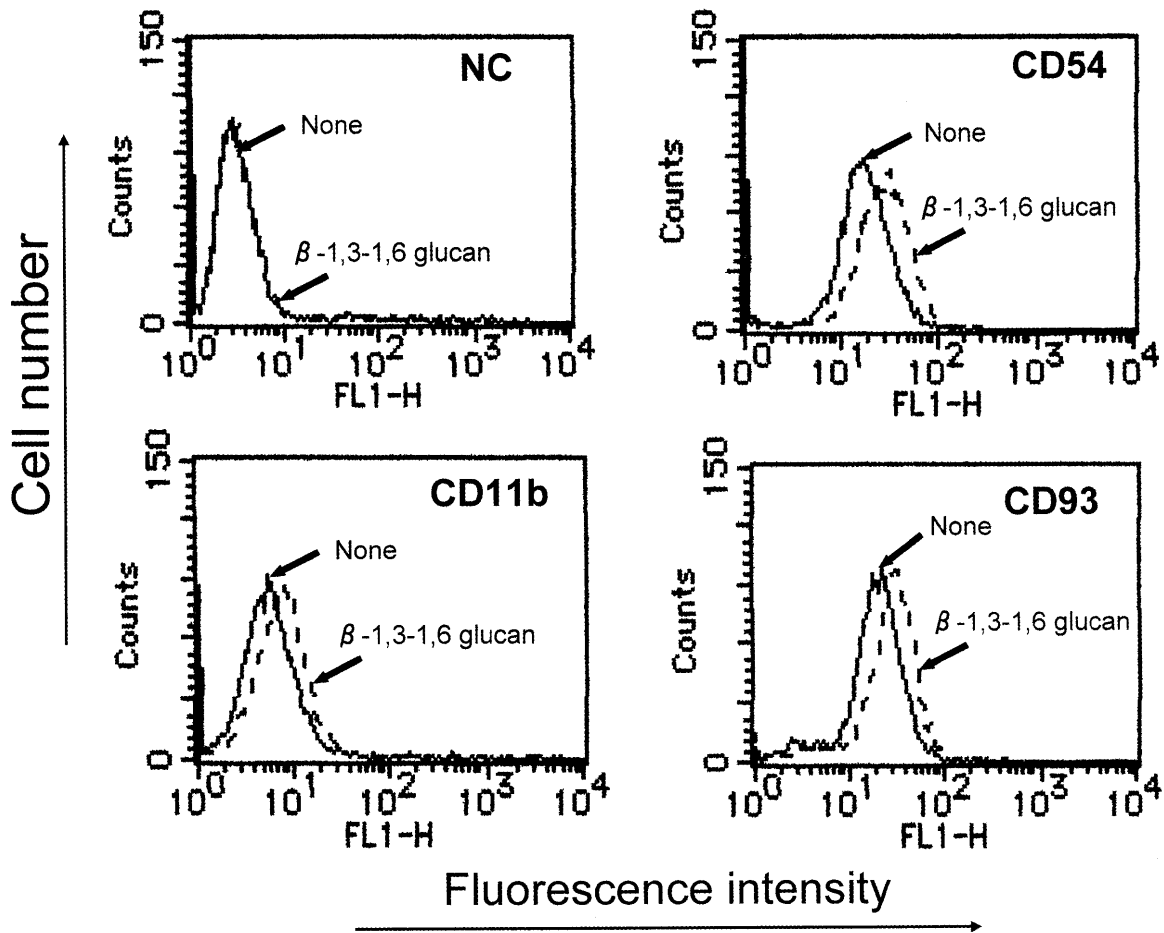 Cell number
150
NC
None
β-1,3-1,6 glucan
Counts
0
10^0 10^1 10^2 10^3 10^4
FL1-H
150
CD54
None
β-1,3-1,6 glucan
Counts
0
10^0 10^1 10^2 10^3 10^4
FL1-H
150
CD11b
None
β-1,3-1,6 glucan
Counts
0
10^0 10^1 10^2 10^3 10^4
FL1-H
150
CD93
None
β-1,3-1,6 glucan
Counts
0
10^0 10^1 10^2 10^3 10^4
FL1-H
Fluorescence intensity